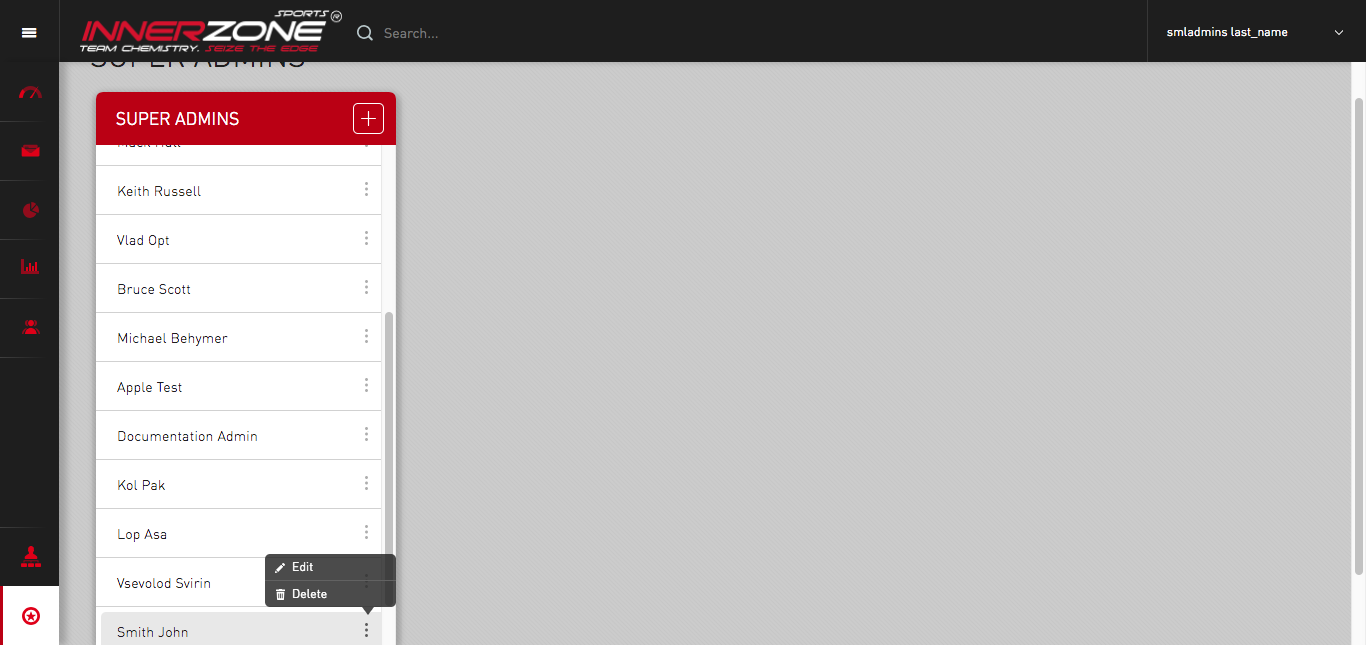 SPORTS ®
INNERZONE
TEAM CHEMISTRY. SEIZE THE EDGE
Search...
smladmins last_name
SUPER ADMINS
SUPER ADMINS
Keith Russell
Vlad Opt
Bruce Scott
Michael Behymer
Apple Test
Documentation Admin
Kol Pak
Lop Asa
Edit
Vsevolod Svirin
Delete
Smith John